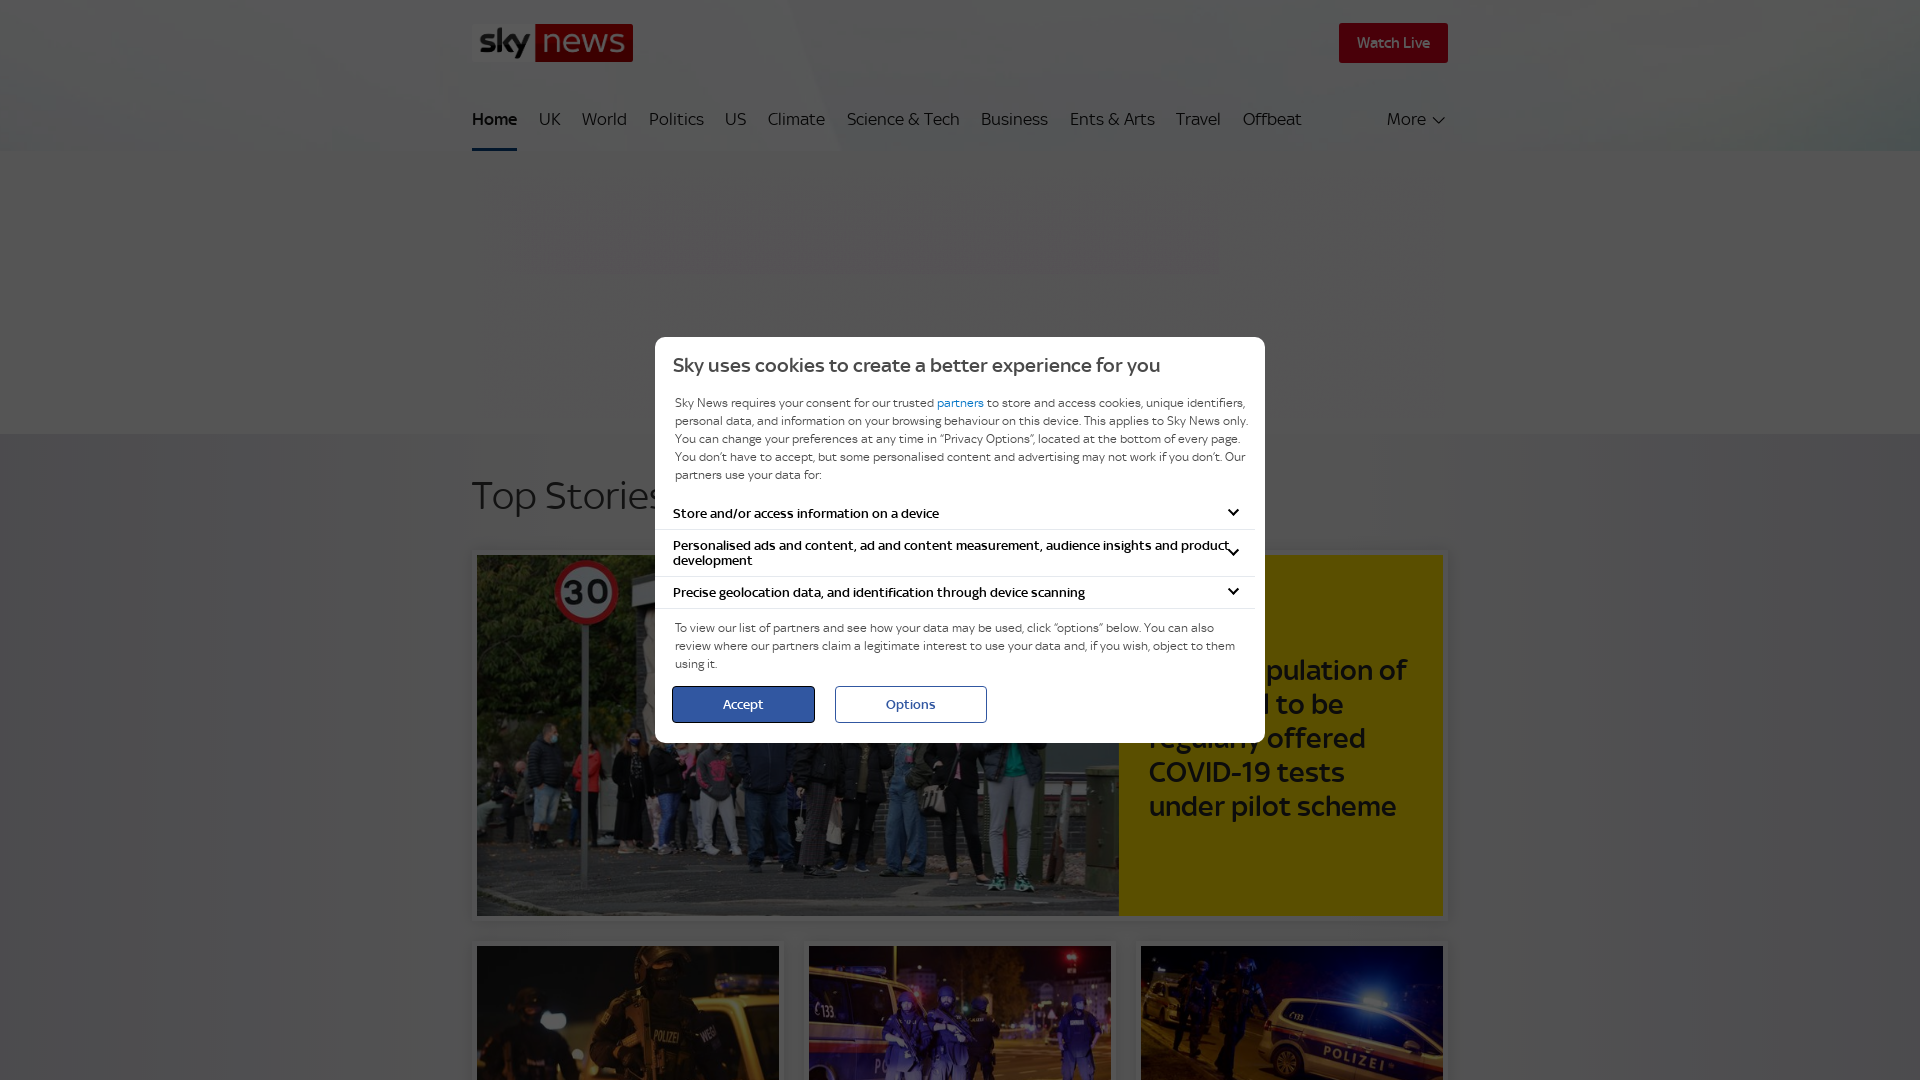 sky news
Watch Live
Home UK World Politics US Climate Science & Tech Business Ents & Arts Travel Offbeat More
Top Stories
Sky uses cookies to create a better experience for you
Sky News requires your consent for our trusted partners to store and access cookies, unique identifiers,
personal data, and information on your browsing behaviour on this device. This applies to Sky News only.
You can change your preferences at any time in “Privacy Options”, located at the bottom of every page.
You don’t have to accept, but some personalised content and advertising may not work if you don’t. Our
partners use your data for:
Store and/or access information on a device
Personalised ads and content, ad and content measurement, audience insights and product
development
Precise geolocation data, and identification through device scanning
To view our list of partners and see how your data may be used, click “options” below. You can also
review where our partners claim a legitimate interest to use your data and, if you wish, object to them
using it.
Accept Options
30
of
to be
regularly offered
COVID-19 tests
under pilot scheme
POLIZEI
133
133
POLIZEI